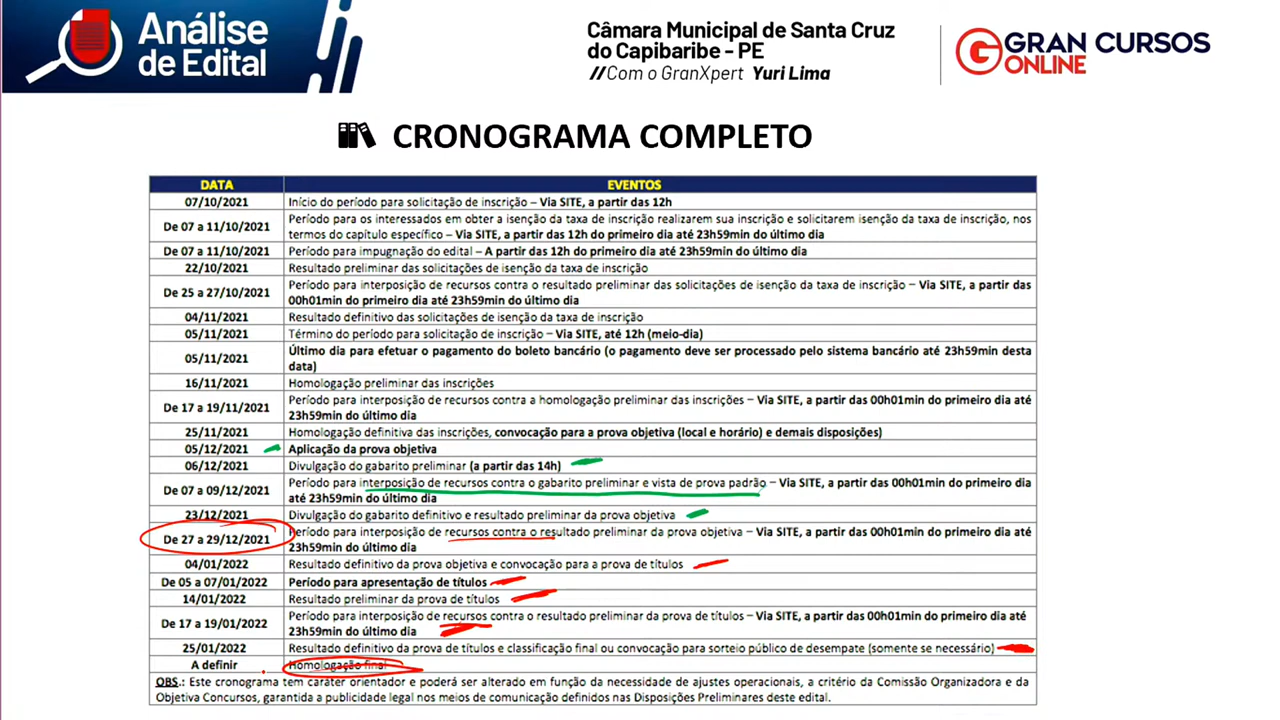 Análise
de Edital
Câmara Municipal de Santa Cruz
do Capibaribe - PE
//Com o GranXpert Yuri Lima
G GRAN CURSOS
ONLINE
CRONOGRAMA COMPLETO
DATA EVENTOS
07/10/2021 Início do período para solicitação de inscrição – Via SITE, a partir das 12h
De 07 a 11/10/2021 Período para os interessados em obter a isenção da taxa de inscrição realizarem sua inscrição e solicitarem isenção da taxa de inscrição, nos
termos do capítulo específico – Via SITE, a partir das 12h do primeiro dia até 23h59min do último dia
De 07 a 11/10/2021 Período para impugnação do edital – A partir das 12h do primeiro dia até 23h59min do último dia
22/10/2021 Resultado preliminar das solicitações de isenção da taxa de inscrição
De 25 a 27/10/2021 Período para interposição de recursos contra o resultado preliminar das solicitações de isenção da taxa de inscrição – Via SITE, a partir das
00h01min do primeiro dia até 23h59min do último dia
04/11/2021 Resultado definitivo das solicitações de isenção da taxa de inscrição
05/11/2021 Término do período para solicitação de inscrição – Via SITE, até 12h (meio-dia)
05/11/2021 Último dia para efetuar o pagamento do boleto bancário (o pagamento deve ser processado pelo sistema bancário até 23h59min desta
data)
16/11/2021 Homologação preliminar das inscrições
De 17 a 19/11/2021 Período para interposição de recursos contra a homologação preliminar das inscrições – Via SITE, a partir das 00h01min do primeiro dia até
23h59min do último dia
25/11/2021 Homologação definitiva das inscrições, convocação para a prova objetiva (local e horário) e demais disposições)
05/12/2021 Aplicação da prova objetiva
06/12/2021 Divulgação do gabarito preliminar (a partir das 14h)
De 07 a 09/12/2021 Período para interposição de recursos contra o gabarito preliminar e vista de prova padrão – Via SITE, a partir das 00h01min do primeiro dia
até 23h59min do último dia
23/12/2021 Divulgação do gabarito definitivo e resultado preliminar da prova objetiva
De 27 a 29/12/2021 Período para interposição de recursos contra o resultado preliminar da prova objetiva – Via SITE, a partir das 00h01min do primeiro dia até
23h59min do último dia
04/01/2022 Resultado definitivo da prova objetiva e convocação para a prova de títulos
De 05 a 07/01/2022 Período para apresentação de títulos
14/01/2022 Resultado preliminar da prova de títulos
De 17 a 19/01/2022 Período para interposição de recursos contra o resultado preliminar da prova de títulos – Via SITE, a partir das 00h01min do primeiro dia até
23h59min do último dia
25/01/2022 Resultado definitivo da prova de títulos e classificação final ou convocação para sorteio público de desempate (somente se necessário)
A definir Homologação final
OBS.: Este cronograma tem caráter orientador e poderá ser alterado em função da necessidade de ajustes operacionais, a critério da Comissão Organizadora e da
Objetiva Concursos, garantida a publicidade legal nos meios de comunicação definidos nas Disposições Preliminares deste edital.